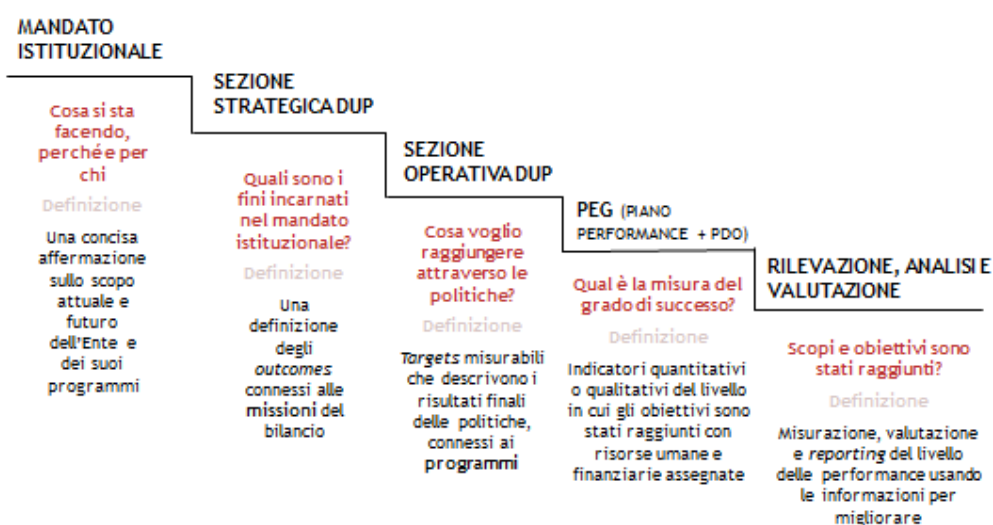 MANDATO
ISTITUZIONALE
Cosa si sta
facendo,
perché e per
chi
Definizione
Una concisa
affermazione
sullo scopo
attuale e
futuro
dell'Ente e
dei suoi
programmi
SEZIONE
STRATEGICA DUP
Quali sono i
fini incarnati
nel mandato
istituzionale?
Definizione
Una
definizione
degli
outcomes
connessi alle
missioni del
bilancio
SEZIONE
OPERATIVA DUP
Cosa voglio
raggiungere
attraverso le
politiche?
Definizione
Targets misurabili
che descrivono i
risultati finali
delle politiche,
connessi ai
programmi
PEG (PIANO
PERFORMANCE + PDO)
Qual è la misura del
grado di successo?
Definizione
Indicatori quantitativi
o qualitativi del livello
in cui gli obiettivi sono
stati raggiunti con
risorse umane e
finanziarie assegnate
RILEVAZIONE, ANALISI E
VALUTAZIONE
Scopi e obiettivi sono
stati raggiunti?
Definizione
Misurazione, valutazione
e reporting del livello
delle performance usando
le informazioni per
migliorare